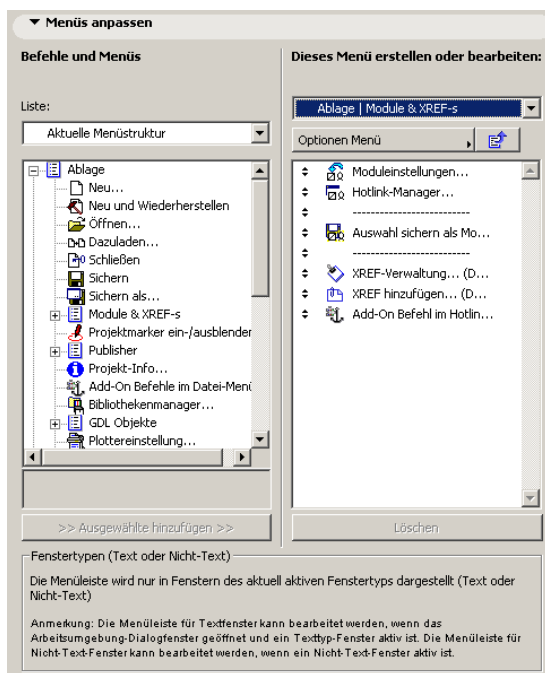 Menüs anpassen
Befehle und Menüs
Liste:
Aktuelle Menüstruktur
Ablage
Neu...
Neu und Wiederherstellen
Öffnen...
Dazuladen...
Schließen
Sichern
Sichern als...
Module & XREF-s
Projektmarker ein-/ausblenden
Publisher
Projekt-Info...
Add-On Befehle im Datei-Menü
Bibliothekenmanager...
GDL Objekte
Plottereinstellung...
>> Ausgewählte hinzufügen >>
Dieses Menü erstellen oder bearbeiten:
Ablage | Module & XREF-s
Optionen Menü
Moduleinstellungen...
Hotlink-Manager...
--------------------------
Auswahl sichern als Mo...
--------------------------
XREF-Verwaltung... (D...
XREF hinzufügen... (D...
Add-On Befehl im Hotlin...
Löschen
Fenstertypen (Text oder Nicht-Text)
Die Menüleiste wird nur in Fenstern des aktuell aktiven Fenstertyps dargestellt (Text oder
Nicht-Text)
Anmerkung: Die Menüleiste für Textfenster kann bearbeitet werden, wenn das
Arbeitsumgebung-Dialogfenster geöffnet und ein Texttyp-Fenster aktiv ist. Die Menüleiste für
Nicht-Text-Fenster kann bearbeitet werden, wenn ein Nicht-Text-Fenster aktiv ist.